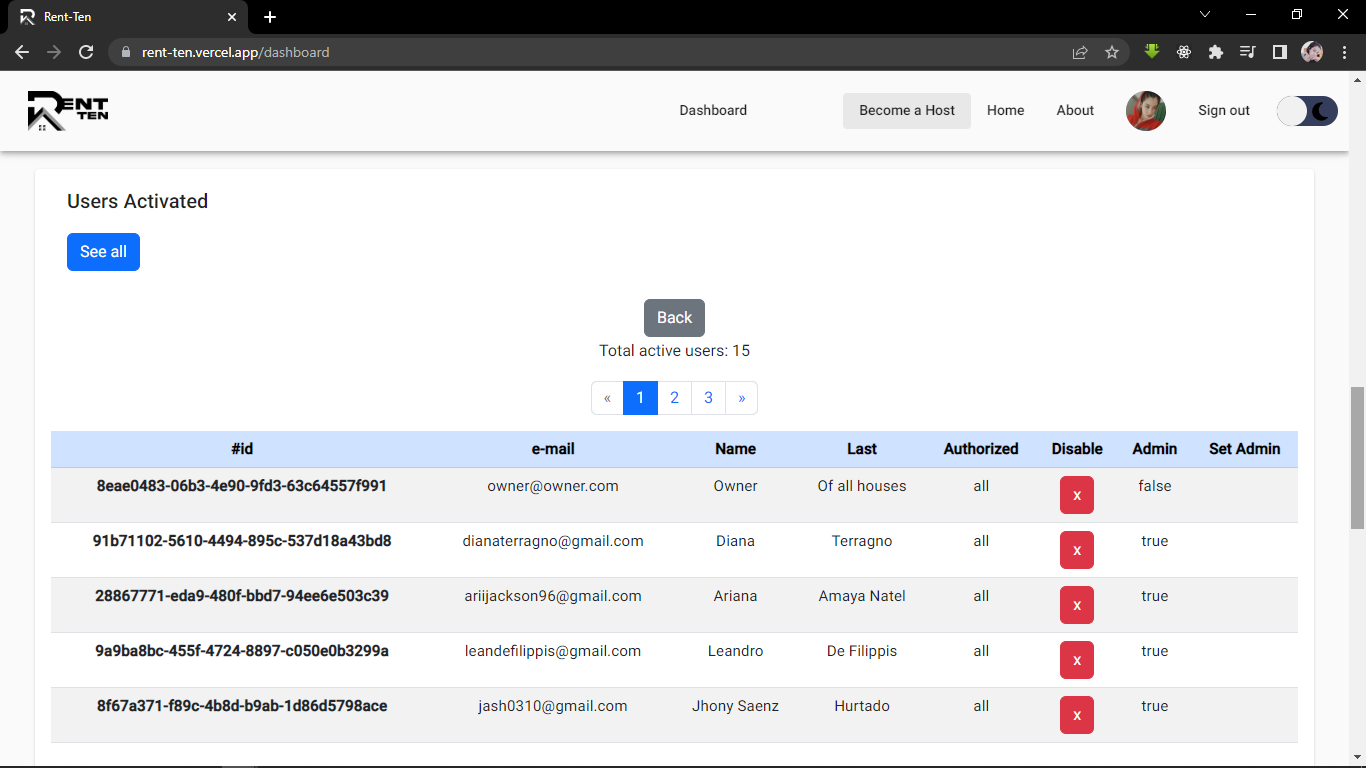 Rent-Ten
rent-ten.vercel.app/dashboard
RENT TEN
Dashboard Become a Host Home About Sign out
Users Activated
See all
Back
Total active users: 15
« 1 2 3 »
#id e-mail Name Last Authorized Disable Admin Set Admin
8eae0483-06b3-4e90-9fd3-63c64557f991 owner@owner.com Owner Of all houses all x false
91b71102-5610-4494-895c-537d18a43bd8 dianaterragno@gmail.com Diana Terragno all x true
28867771-eda9-480f-bbd7-94ee6e503c39 ariijackson96@gmail.com Ariana Amaya Natel all x true
9a9ba8bc-455f-4724-8897-c050e0b3299a leandefilippis@gmail.com Leandro De Filippis all x true
8f67a371-f89c-4b8d-b9ab-1d86d5798ace jash0310@gmail.com Jhony Saenz Hurtado all x true